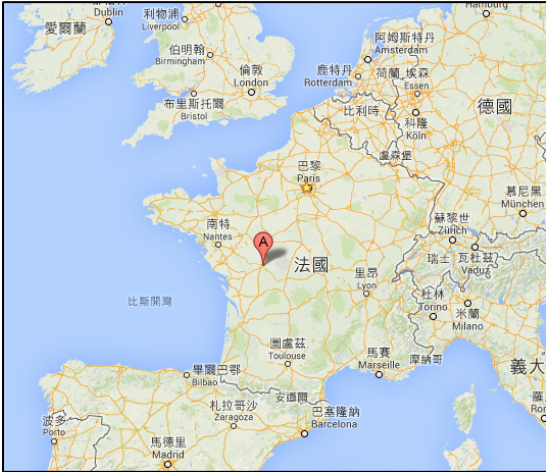 Hamburg
Dublin
愛爾蘭
利物浦
Liverpool
伯明翰
Birmingham
倫敦
London
布里斯托爾
Bristol
阿姆斯特丹
Amsterdam
鹿特丹
Rotterdam
荷蘭
埃森
Essen
比利時
科隆
Köln
德國
盧森堡
巴黎
Paris
慕尼黑
München
南特
Nantes
A
法國
蘇黎世
Zürich
瑞士
瓦杜茲
Vaduz
里昂
Lyon
比斯開灣
杜林
Torino
米蘭
Milano
圖盧茲
Toulouse
馬賽
Marseille
摩納哥
義大
畢爾巴鄂
Bilbao
安道爾
札拉哥沙
Zaragoza
巴塞隆納
Barcelona
波多
Porto
馬德里
Madrid
羅
Ron